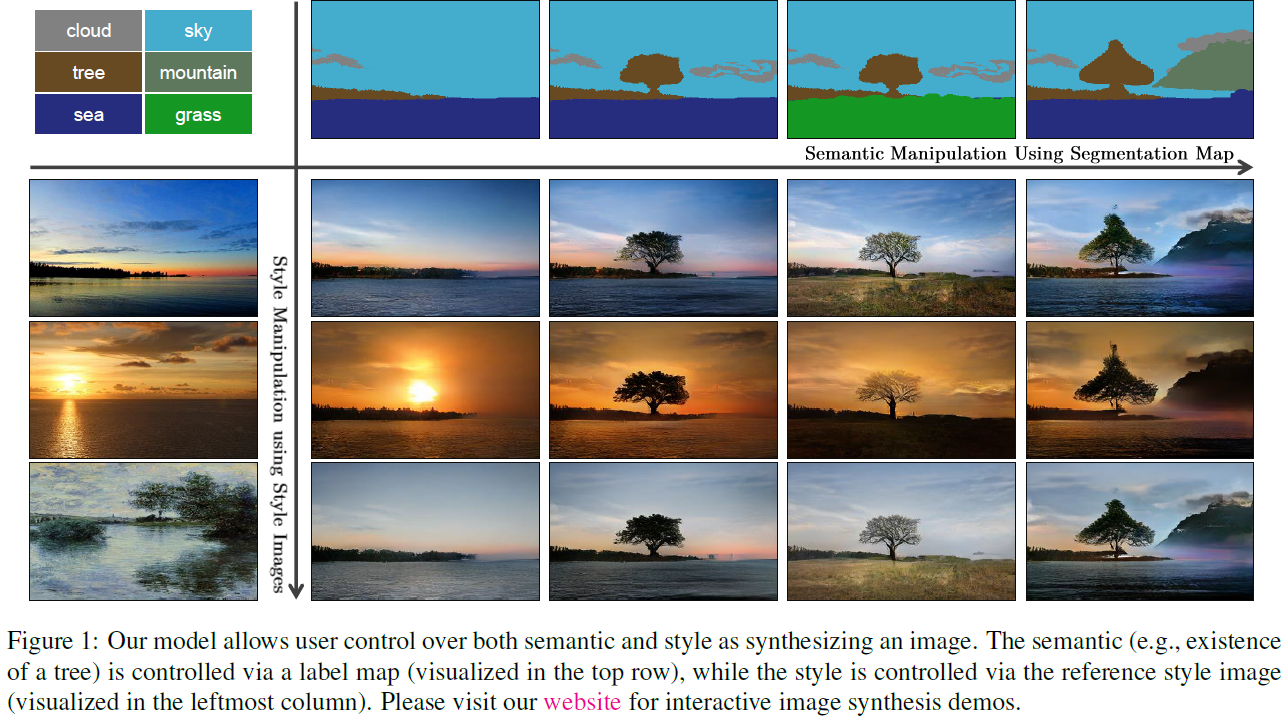 cloud
sky
tree
mountain
sea
grass
Semantic Manipulation Using Segmentation Map
Style Manipulation using Style Images
Figure 1: Our model allows user control over both semantic and style as synthesizing an image. The semantic (e.g., existence
of a tree) is controlled via a label map (visualized in the top row), while the style is controlled via the reference style image
(visualized in the leftmost column). Please visit our website for interactive image synthesis demos.